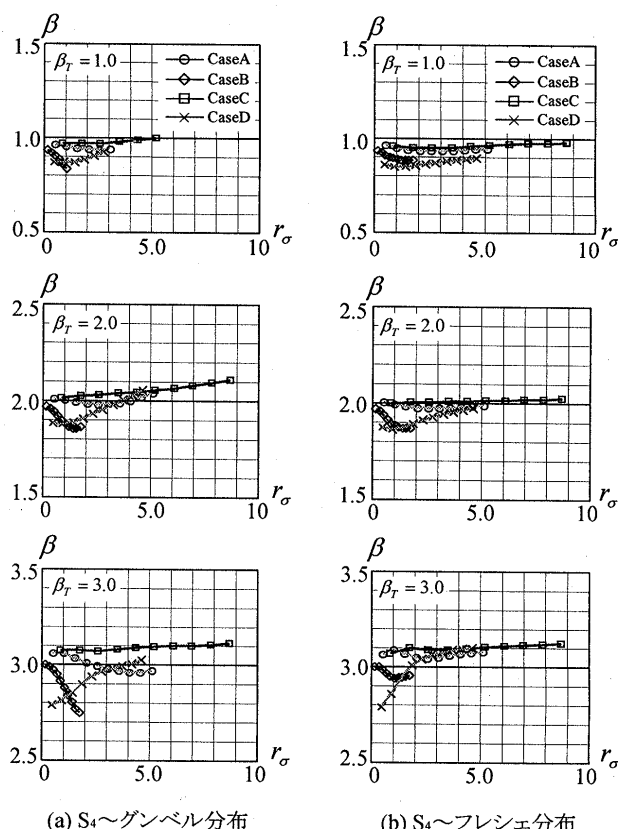 β
β
1.5
β_T = 1.0
CaseA
CaseB
CaseC
CaseD
1.0
0.5
0
5.0
10
r_σ
1.5
β_T = 1.0
CaseA
CaseB
CaseC
CaseD
1.0
0.5
0
5.0
10
r_σ
β
β
2.5
β_T = 2.0
2.0
1.5
0
5.0
10
r_σ
2.5
β_T = 2.0
2.0
1.5
0
5.0
10
r_σ
β
β
3.5
β_T = 3.0
3.0
2.5
0
5.0
10
r_σ
3.5
β_T = 3.0
3.0
2.5
0
5.0
10
r_σ
(a) S₄～グンベル分布
(b) S₄～フレシェ分布